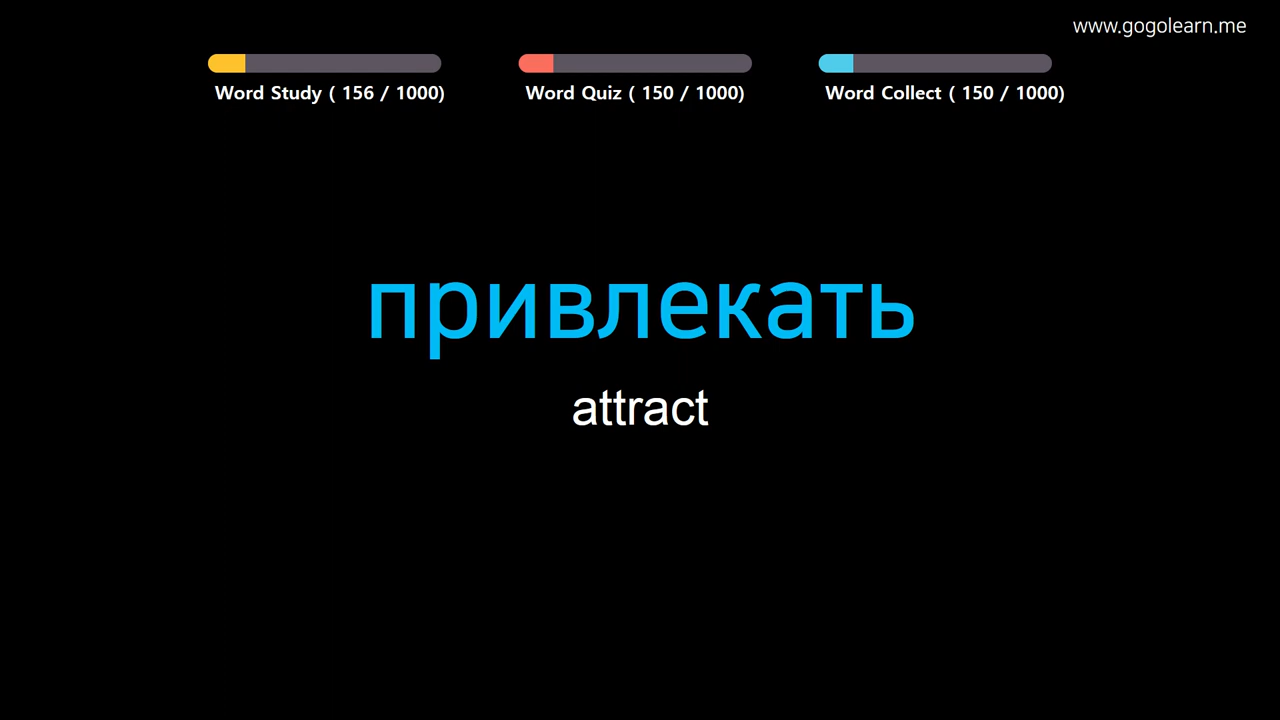 www.gogolearn.me
Word Study ( 156 / 1000)
Word Quiz ( 150 / 1000)
Word Collect ( 150 / 1000)
привлекать
attract